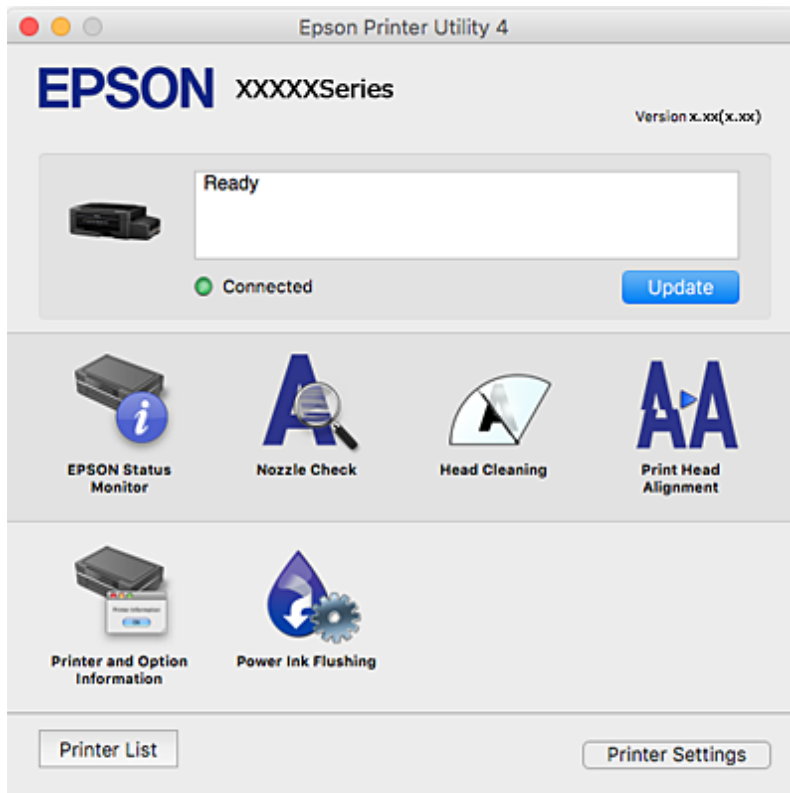 Epson Printer Utility 4
EPSON XXXXXSeries
Version x.xx(x.xx)
Ready
Connected
Update
EPSON Status
Monitor
Nozzle Check
Head Cleaning
Print Head
Alignment
Printer and Option
Information
Power Ink Flushing
Printer List
Printer Settings